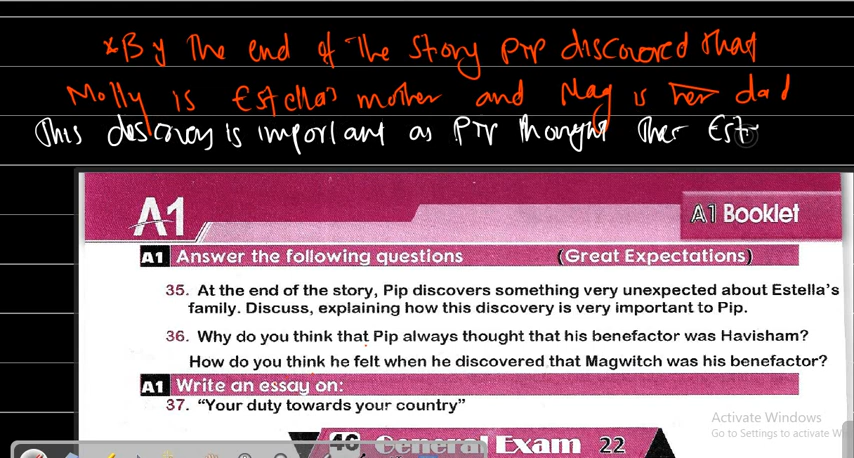 *By the end of the story Pip discovered that
Molly is Estella's mother and Mag is her dad
This discovery is important as Pip thought that Est
A1
A1 Booklet
A1 Answer the following questions (Great Expectations)
35. At the end of the story, Pip discovers something very unexpected about Estella's
family. Discuss, explaining how this discovery is very important to Pip.
36. Why do you think that Pip always thought that his benefactor was Havisham?
How do you think he felt when he discovered that Magwitch was his benefactor?
A1 Write an essay on:
37. "Your duty towards your country"
Activate Windows
Go to Settings to activate W
46 General Exam 22